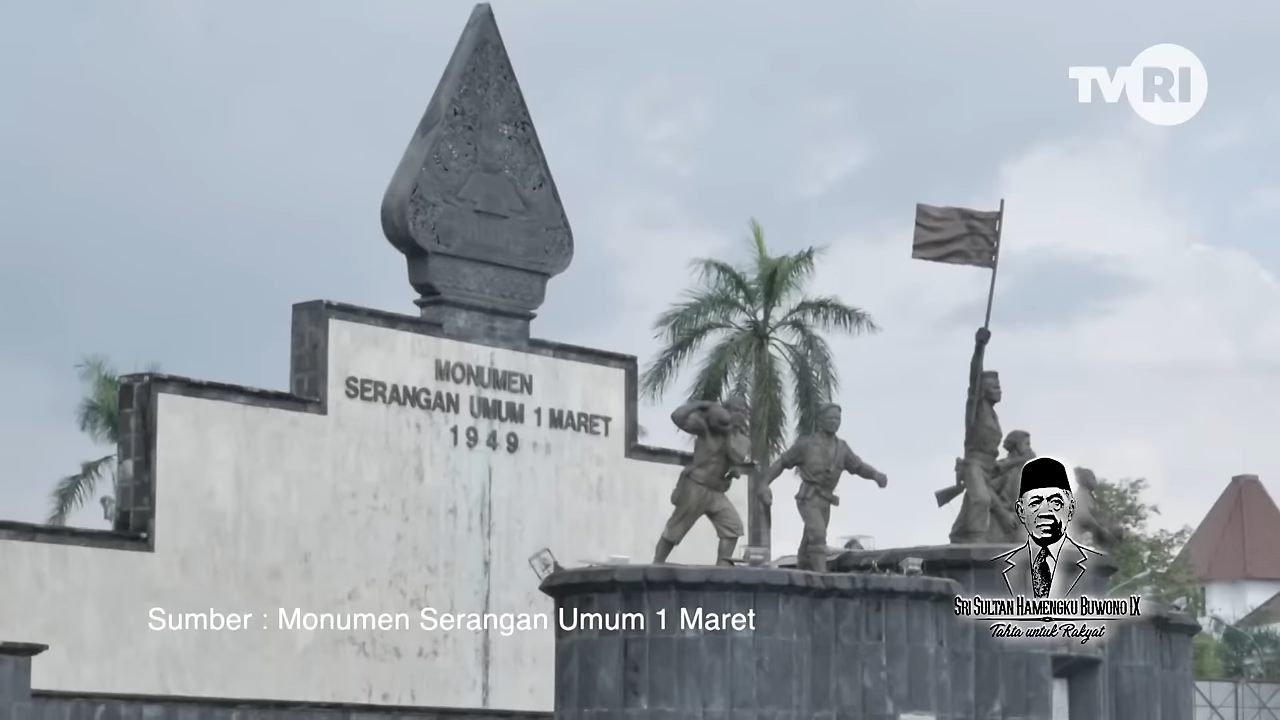 TVRI
MONUMEN
SERANGAN UMUM 1 MARET
1949
Sumber : Monumen Serangan Umum 1 Maret
SRI SULTAN HAMENGKU BUWONO IX
Tahta untuk Rakyat